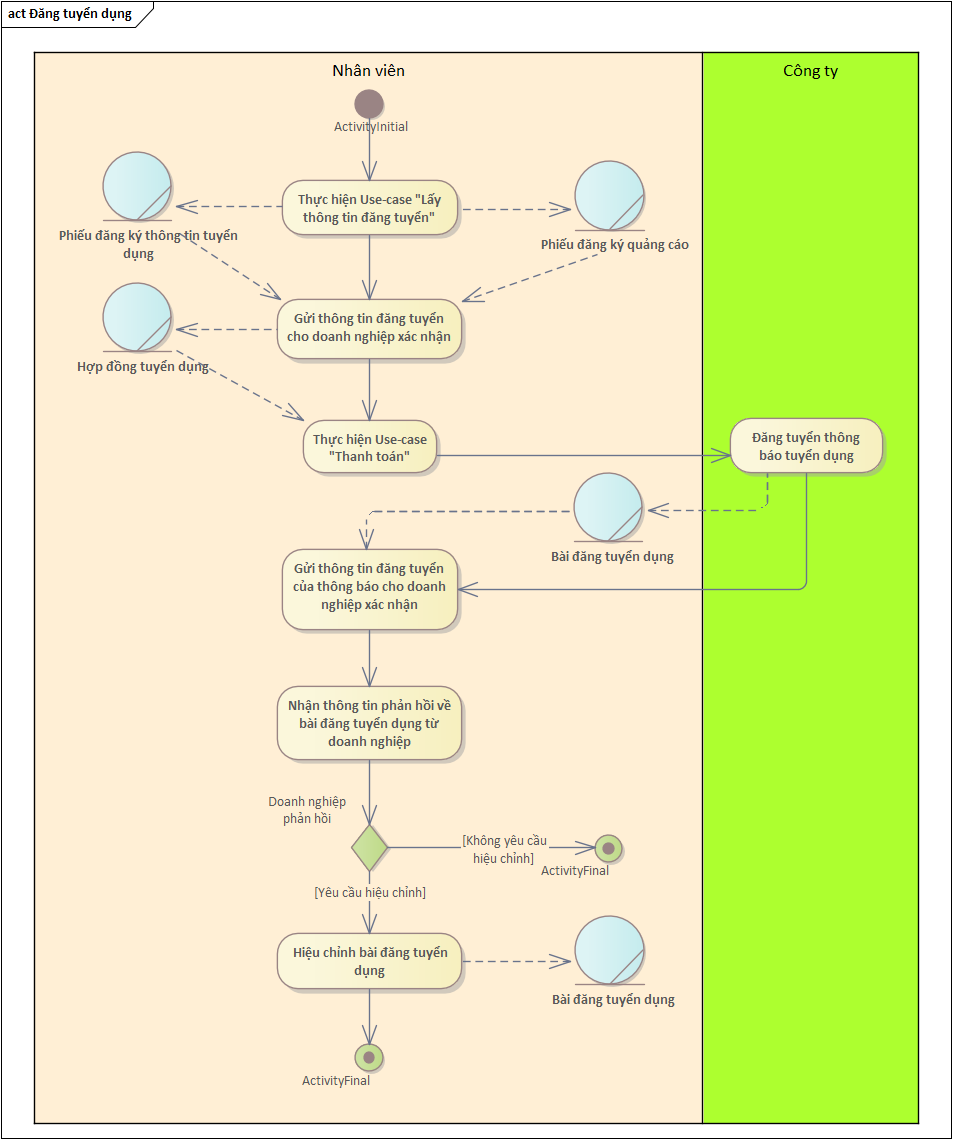 act Đăng tuyển dụng
Nhân viên
Công ty
ActivityInitial
Thực hiện Use-case "Lấy
thông tin đăng tuyển"
Phiếu đăng ký thông tin tuyển
dụng
Phiếu đăng ký quảng cáo
Gửi thông tin đăng tuyển
cho doanh nghiệp xác nhận
Hợp đồng tuyển dụng
Thực hiện Use-case
"Thanh toán"
Đăng tuyển thông
báo tuyển dụng
Bài đăng tuyển dụng
Gửi thông tin đăng tuyển
của thông báo cho doanh
nghiệp xác nhận
Nhận thông tin phản hồi về
bài đăng tuyển dụng từ
doanh nghiệp
Doanh nghiệp
phản hồi
[Không yêu cầu
hiệu chỉnh]
ActivityFinal
[Yêu cầu hiệu chỉnh]
Hiệu chỉnh bài đăng tuyển
dụng
Bài đăng tuyển dụng
ActivityFinal